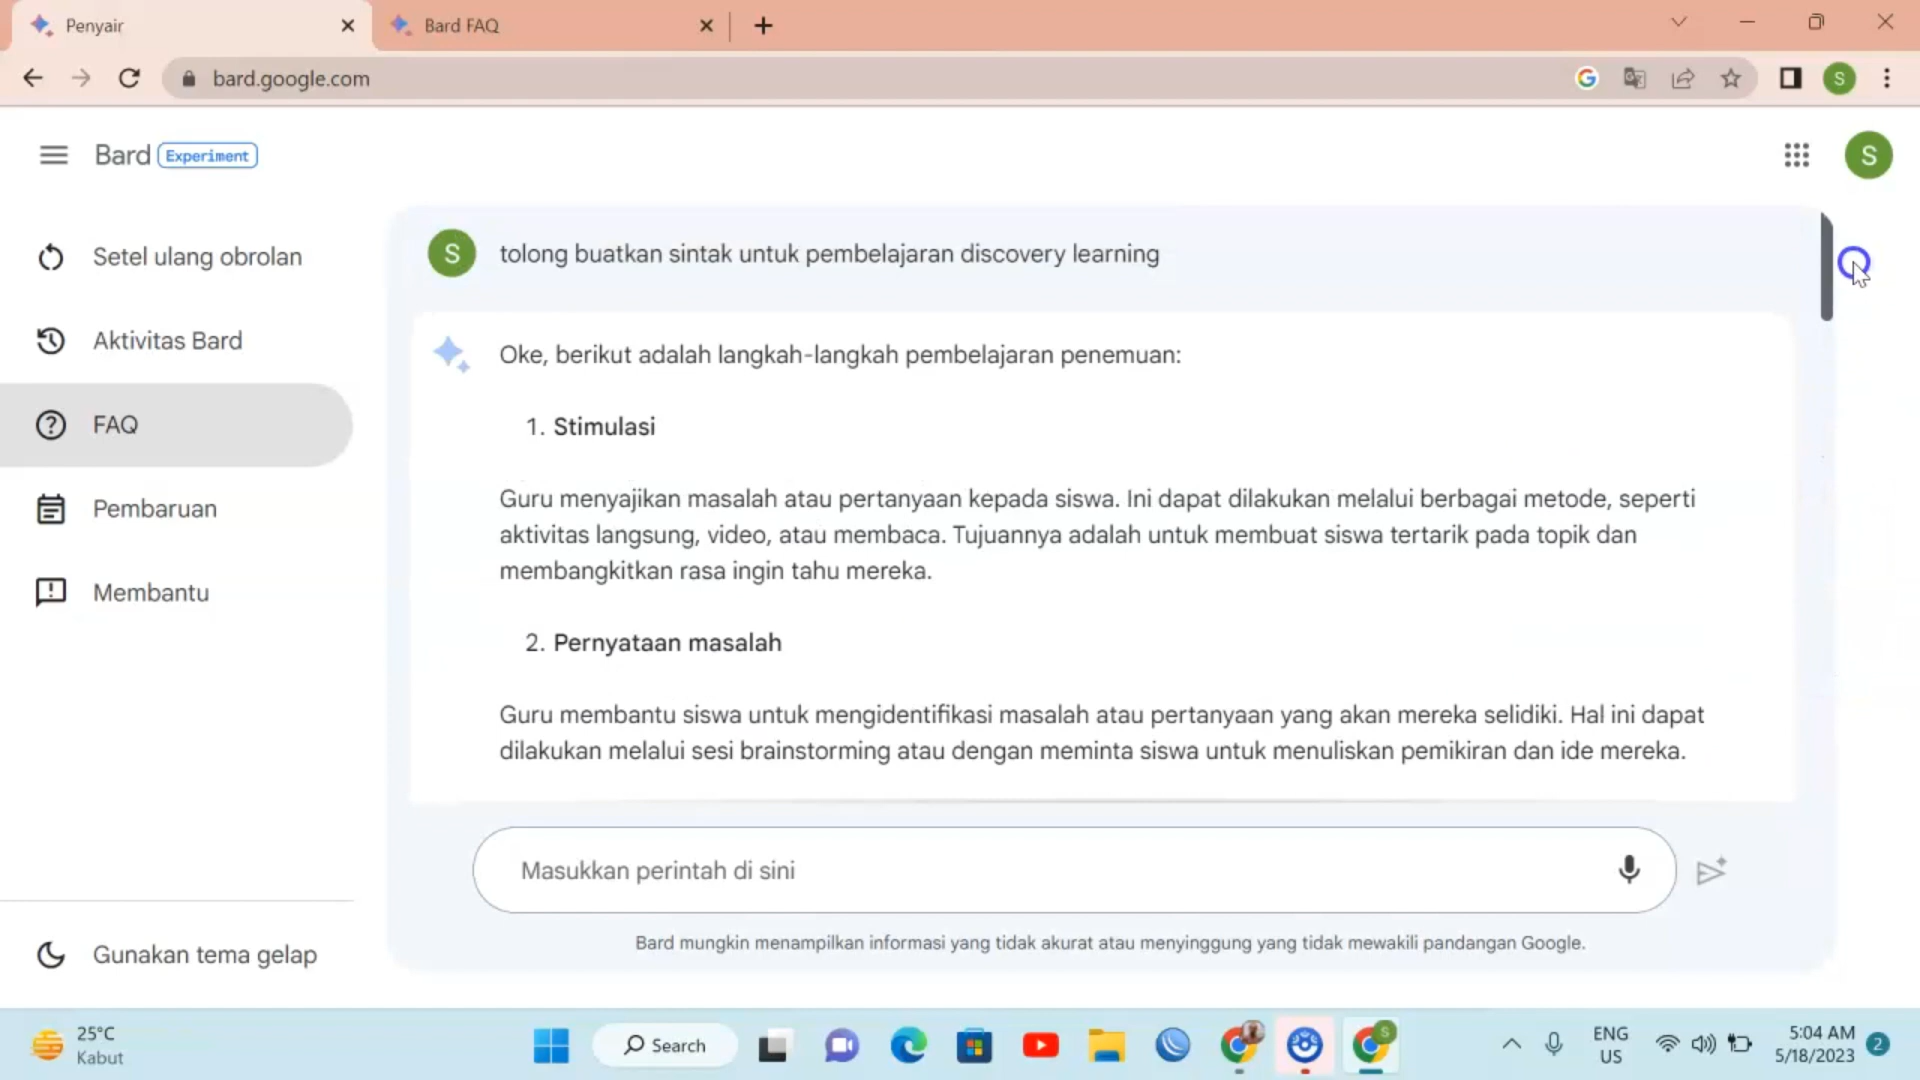 Penyair
Bard FAQ
bard.google.com
S
Bard Experiment
S
Setel ulang obrolan
Aktivitas Bard
FAQ
Pembaruan
Membantu
Gunakan tema gelap
S
tolong buatkan sintak untuk pembelajaran discovery learning
Oke, berikut adalah langkah-langkah pembelajaran penemuan:
1. Stimulasi
Guru menyajikan masalah atau pertanyaan kepada siswa. Ini dapat dilakukan melalui berbagai metode, seperti
aktivitas langsung, video, atau membaca. Tujuannya adalah untuk membuat siswa tertarik pada topik dan
membangkitkan rasa ingin tahu mereka.
2. Pernyataan masalah
Guru membantu siswa untuk mengidentifikasi masalah atau pertanyaan yang akan mereka selidiki. Hal ini dapat
dilakukan melalui sesi brainstorming atau dengan meminta siswa untuk menuliskan pemikiran dan ide mereka.
Masukkan perintah di sini
Bard mungkin menampilkan informasi yang tidak akurat atau menyinggung yang tidak mewakili pandangan Google.
25°C
Kabut
Search
S
ENG
US
5:04 AM
5/18/2023
2